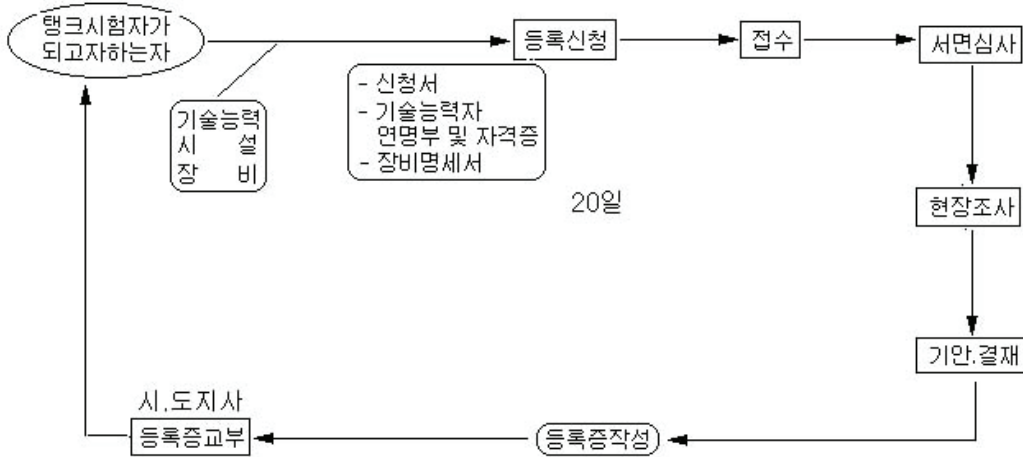 탱크시험자가
되고자하는자
등록신청
접수
서면심사
기술능력
시 설
장 비
- 신청서
- 기술능력자
연명부 및 자격증
- 장비명세서
20일
현장조사
기안.결재
시.도지사
등록증교부
등록증작성